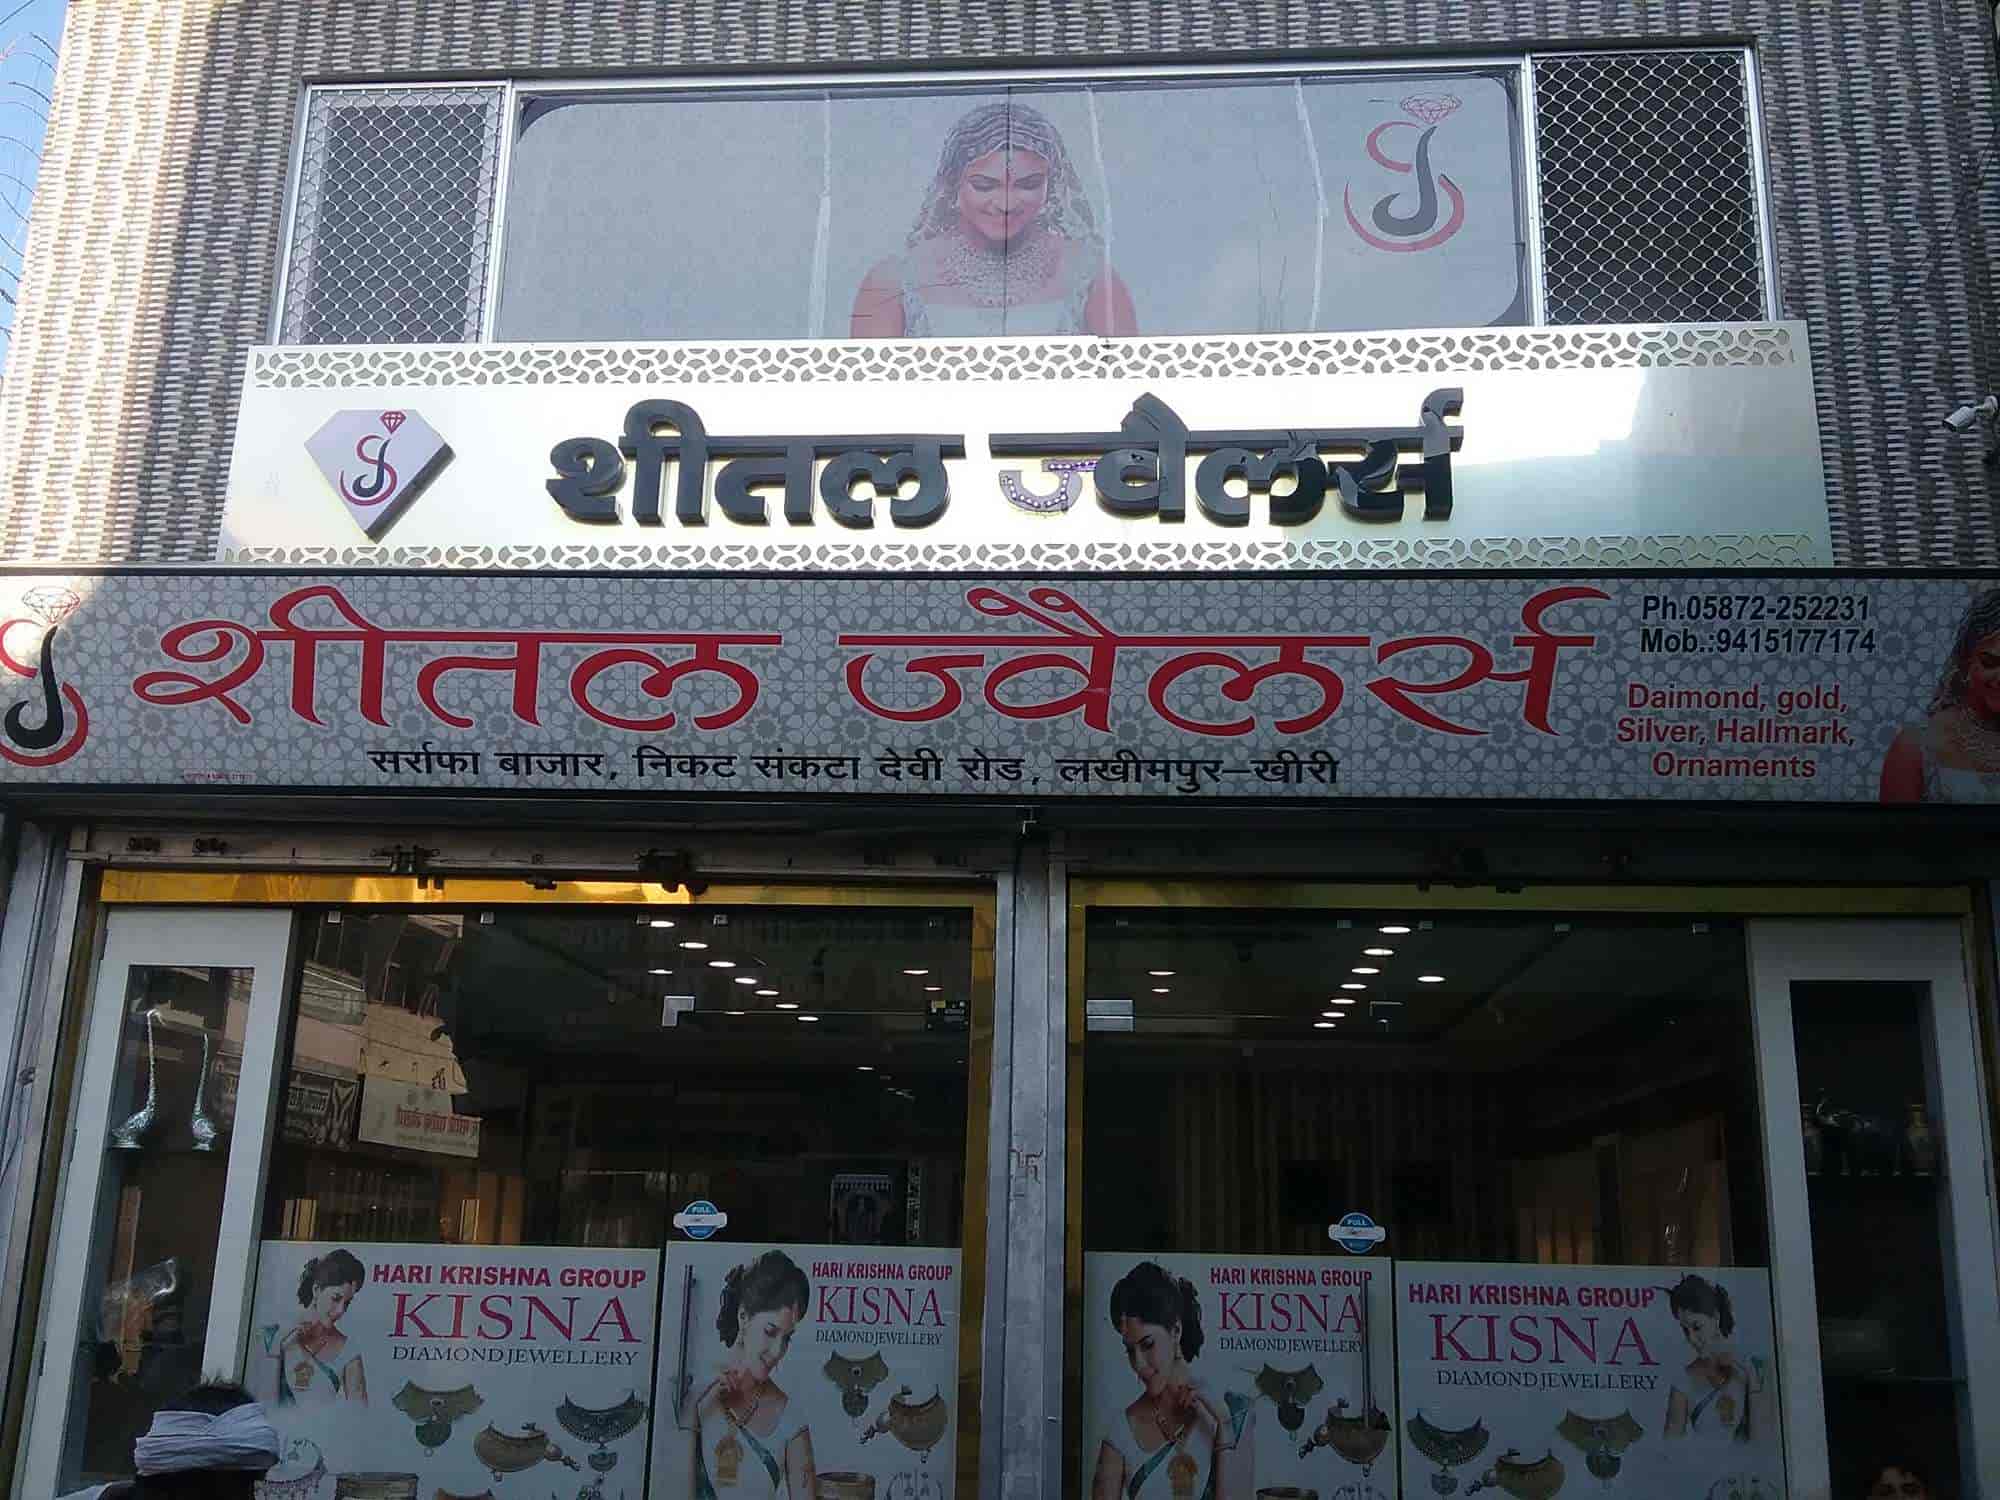 शीतल ज्वैलर्स
शीतल ज्वैलर्स
Ph.05872-252231
Mob.:9415177174
Daimond, gold,
Silver, Hallmark,
Ornaments
सर्राफा बाजार, निकट संकटा देवी रोड, लखीमपुर-खीरी
PULL
PULL
HARI KRISHNA GROUP
KISNA
DIAMOND JEWELLERY
HARI KRISHNA GROUP
KISNA
DIAMOND JEWELLERY
HARI KRISHNA GROUP
KISNA
DIAMOND JEWELLERY
HARI KRISHNA GROUP
KISNA
DIAMOND JEWELLERY